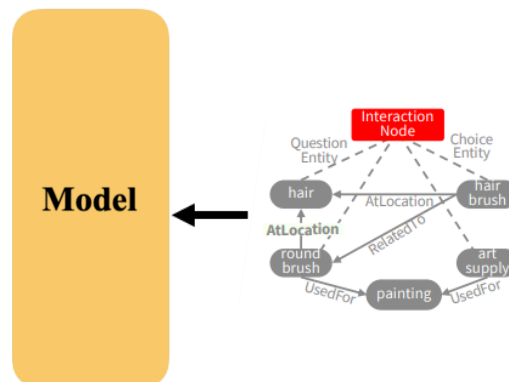 Interaction
Node
Question
Entity
Choice
Entity
hair
hair
brush
AtLocation
AtLocation
RelatedTo
round
brush
art
supply
painting
UsedFor
UsedFor
Model